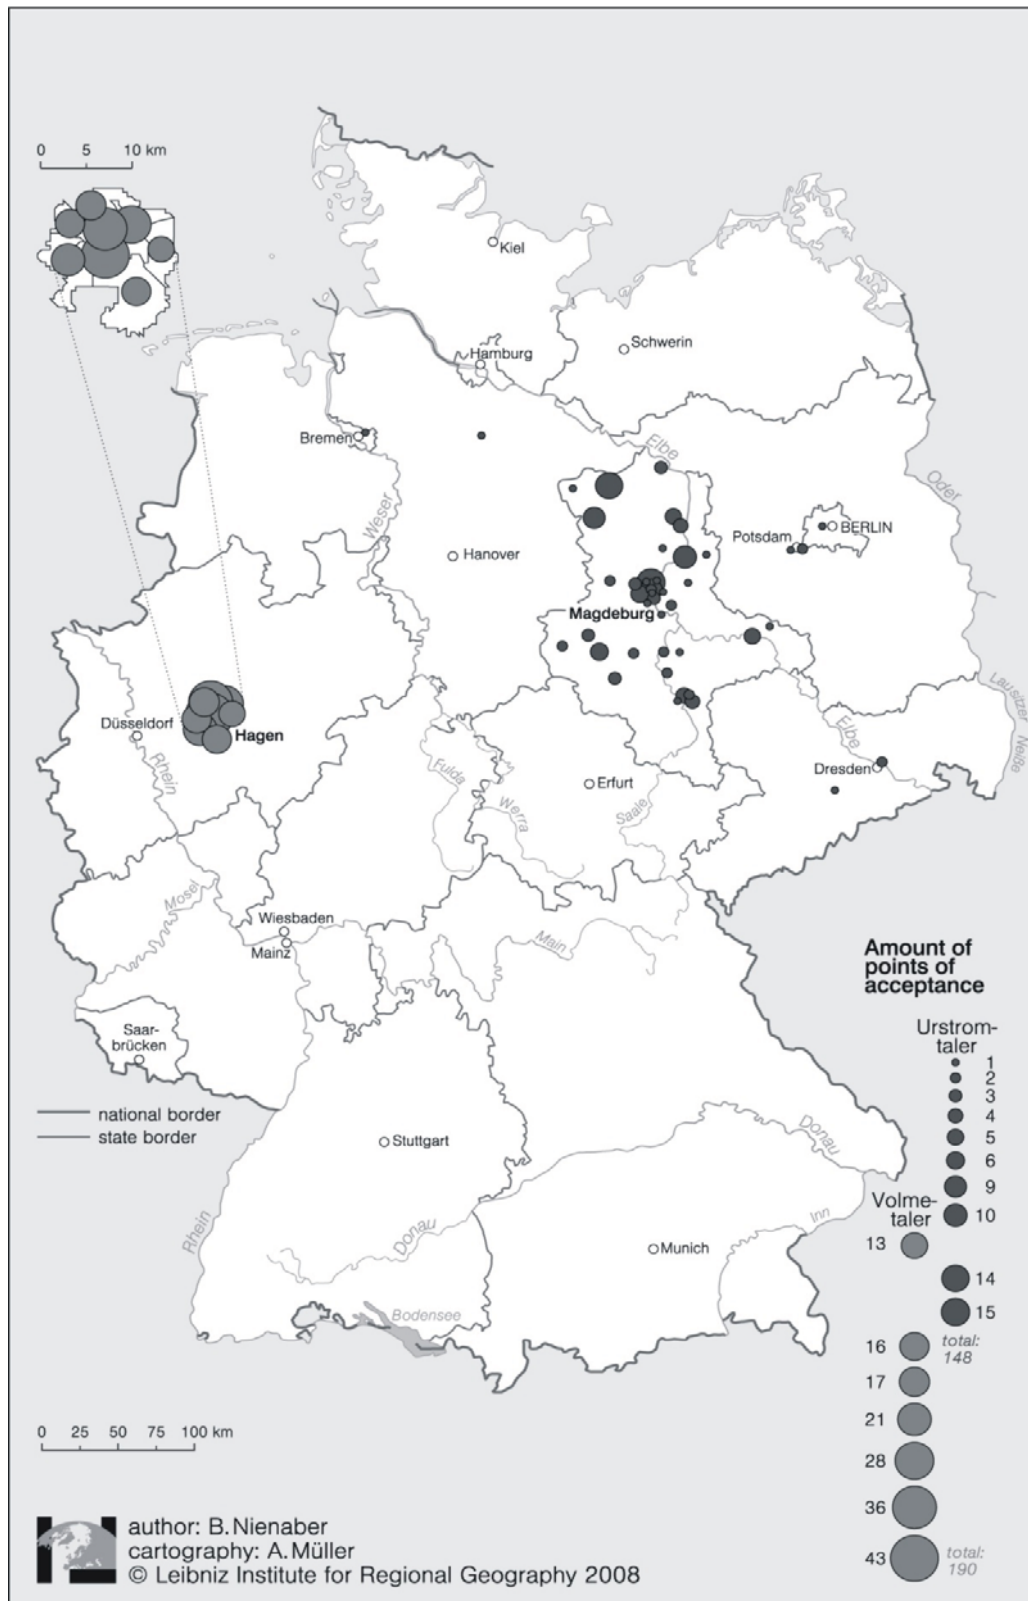 0 5 10 km
Kiel
Schwerin
Hamburg
Bremen
Elbe
Oder
Weser
Potsdam
BERLIN
Hanover
Magdeburg
Lausitzer
Neiße
Düsseldorf
Hagen
Rhein
Fulda
Werra
Erfurt
Saale
Elbe
Dresden
Mosel
Wiesbaden
Mainz
Main
Saar-
brücken
national border
state border
Stuttgart
Donau
Rhein
Donau
Inn
Munich
Bodensee
Amount of
points of
acceptance
Urstrom-
taler
1
2
3
4
5
6
9
10
Volme-
taler
13
14
15
16
total:
148
17
21
28
36
43
total:
190
0 25 50 75 100 km
author: B. Nienaber
cartography: A. Müller
© Leibniz Institute for Regional Geography 2008